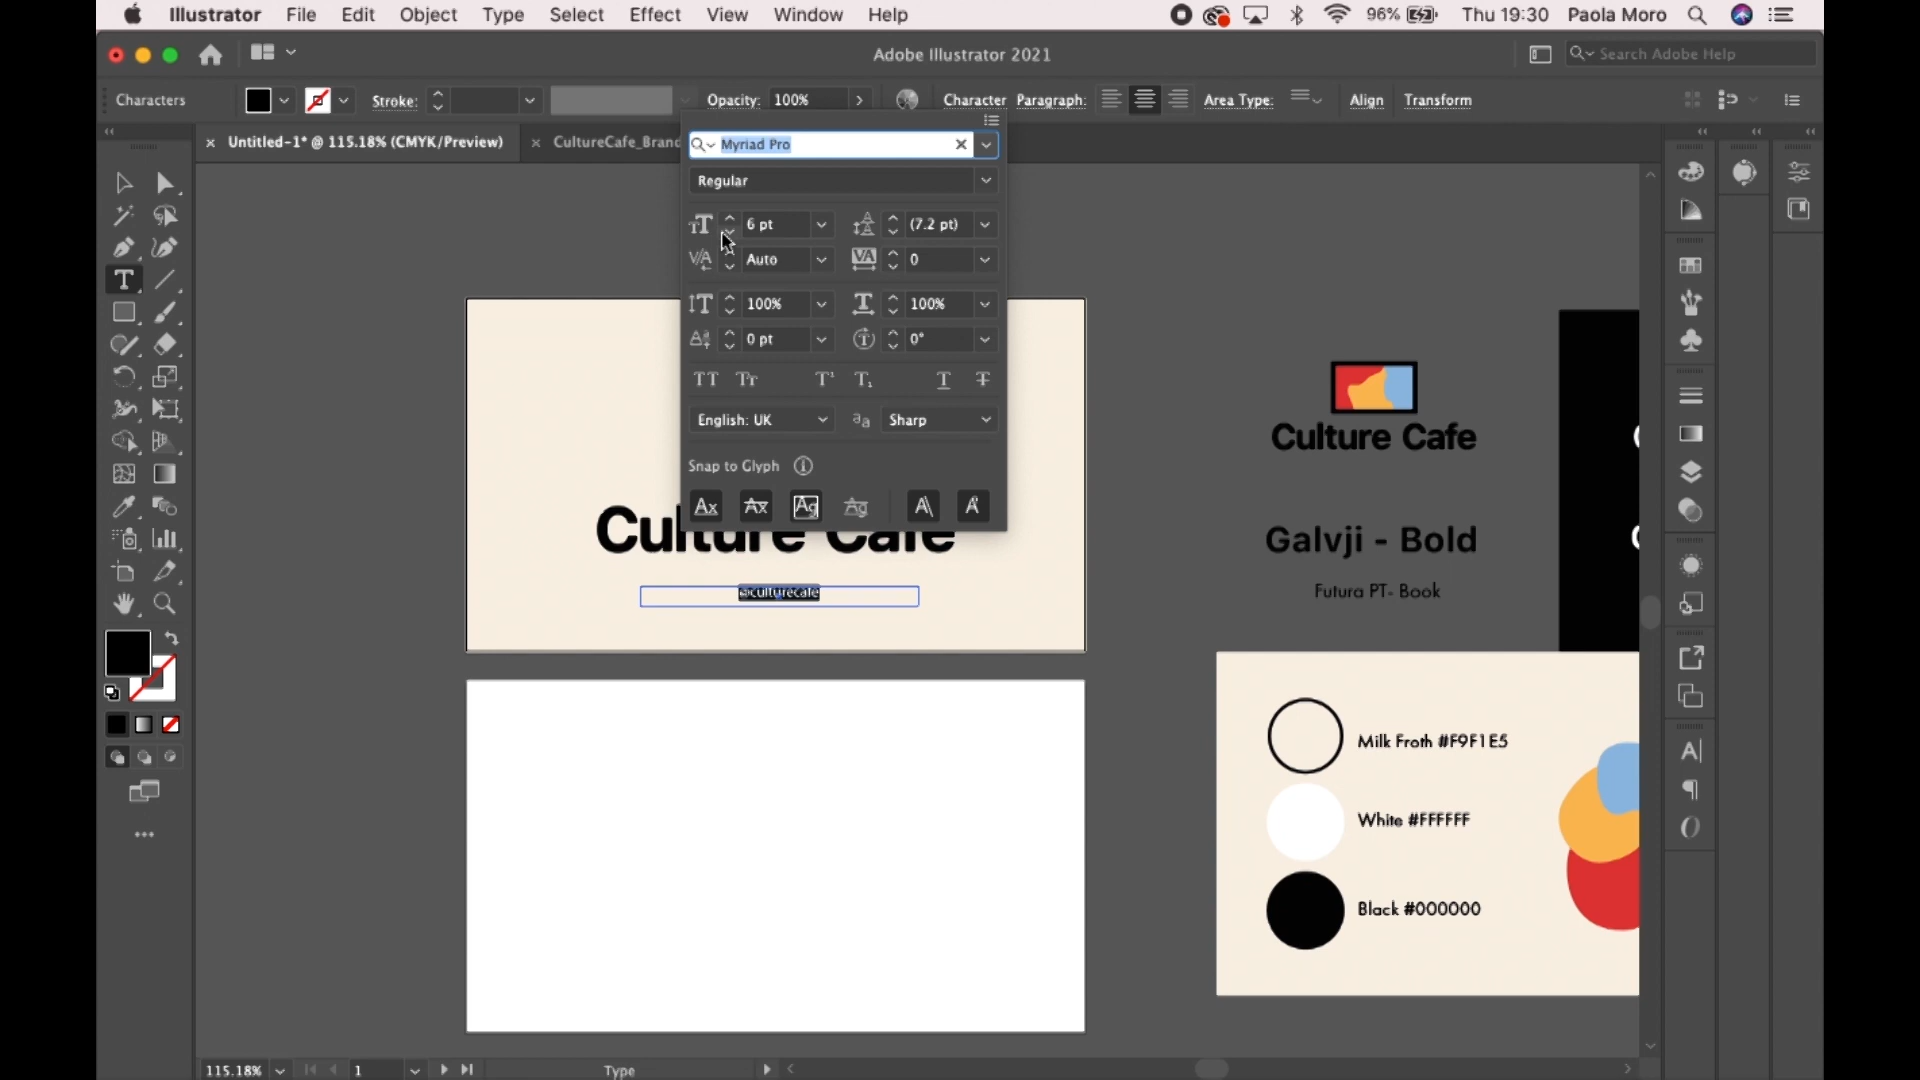 Illustrator File Edit Object Type Select Effect View Window Help 96% Thu 19:30 Paola Moro
Adobe Illustrator 2021 Search Adobe Help
Characters Stroke: Opacity: 100% Character Paragraph: Area Type: Align Transform
Untitled-1* @ 115.18% (CMYK/Preview) CultureCafe_Brand
Myriad Pro
Regular
6 pt (7.2 pt)
Auto 0
100% 100%
0 pt 0°
English: UK Sharp
Snap to Glyph
Culture Cafe
@culturecafe
Culture Cafe
Galvji - Bold
Futura PT- Book
Milk Froth #F9F1E5
White #FFFFFF
Black #000000
115.18% 1 Type